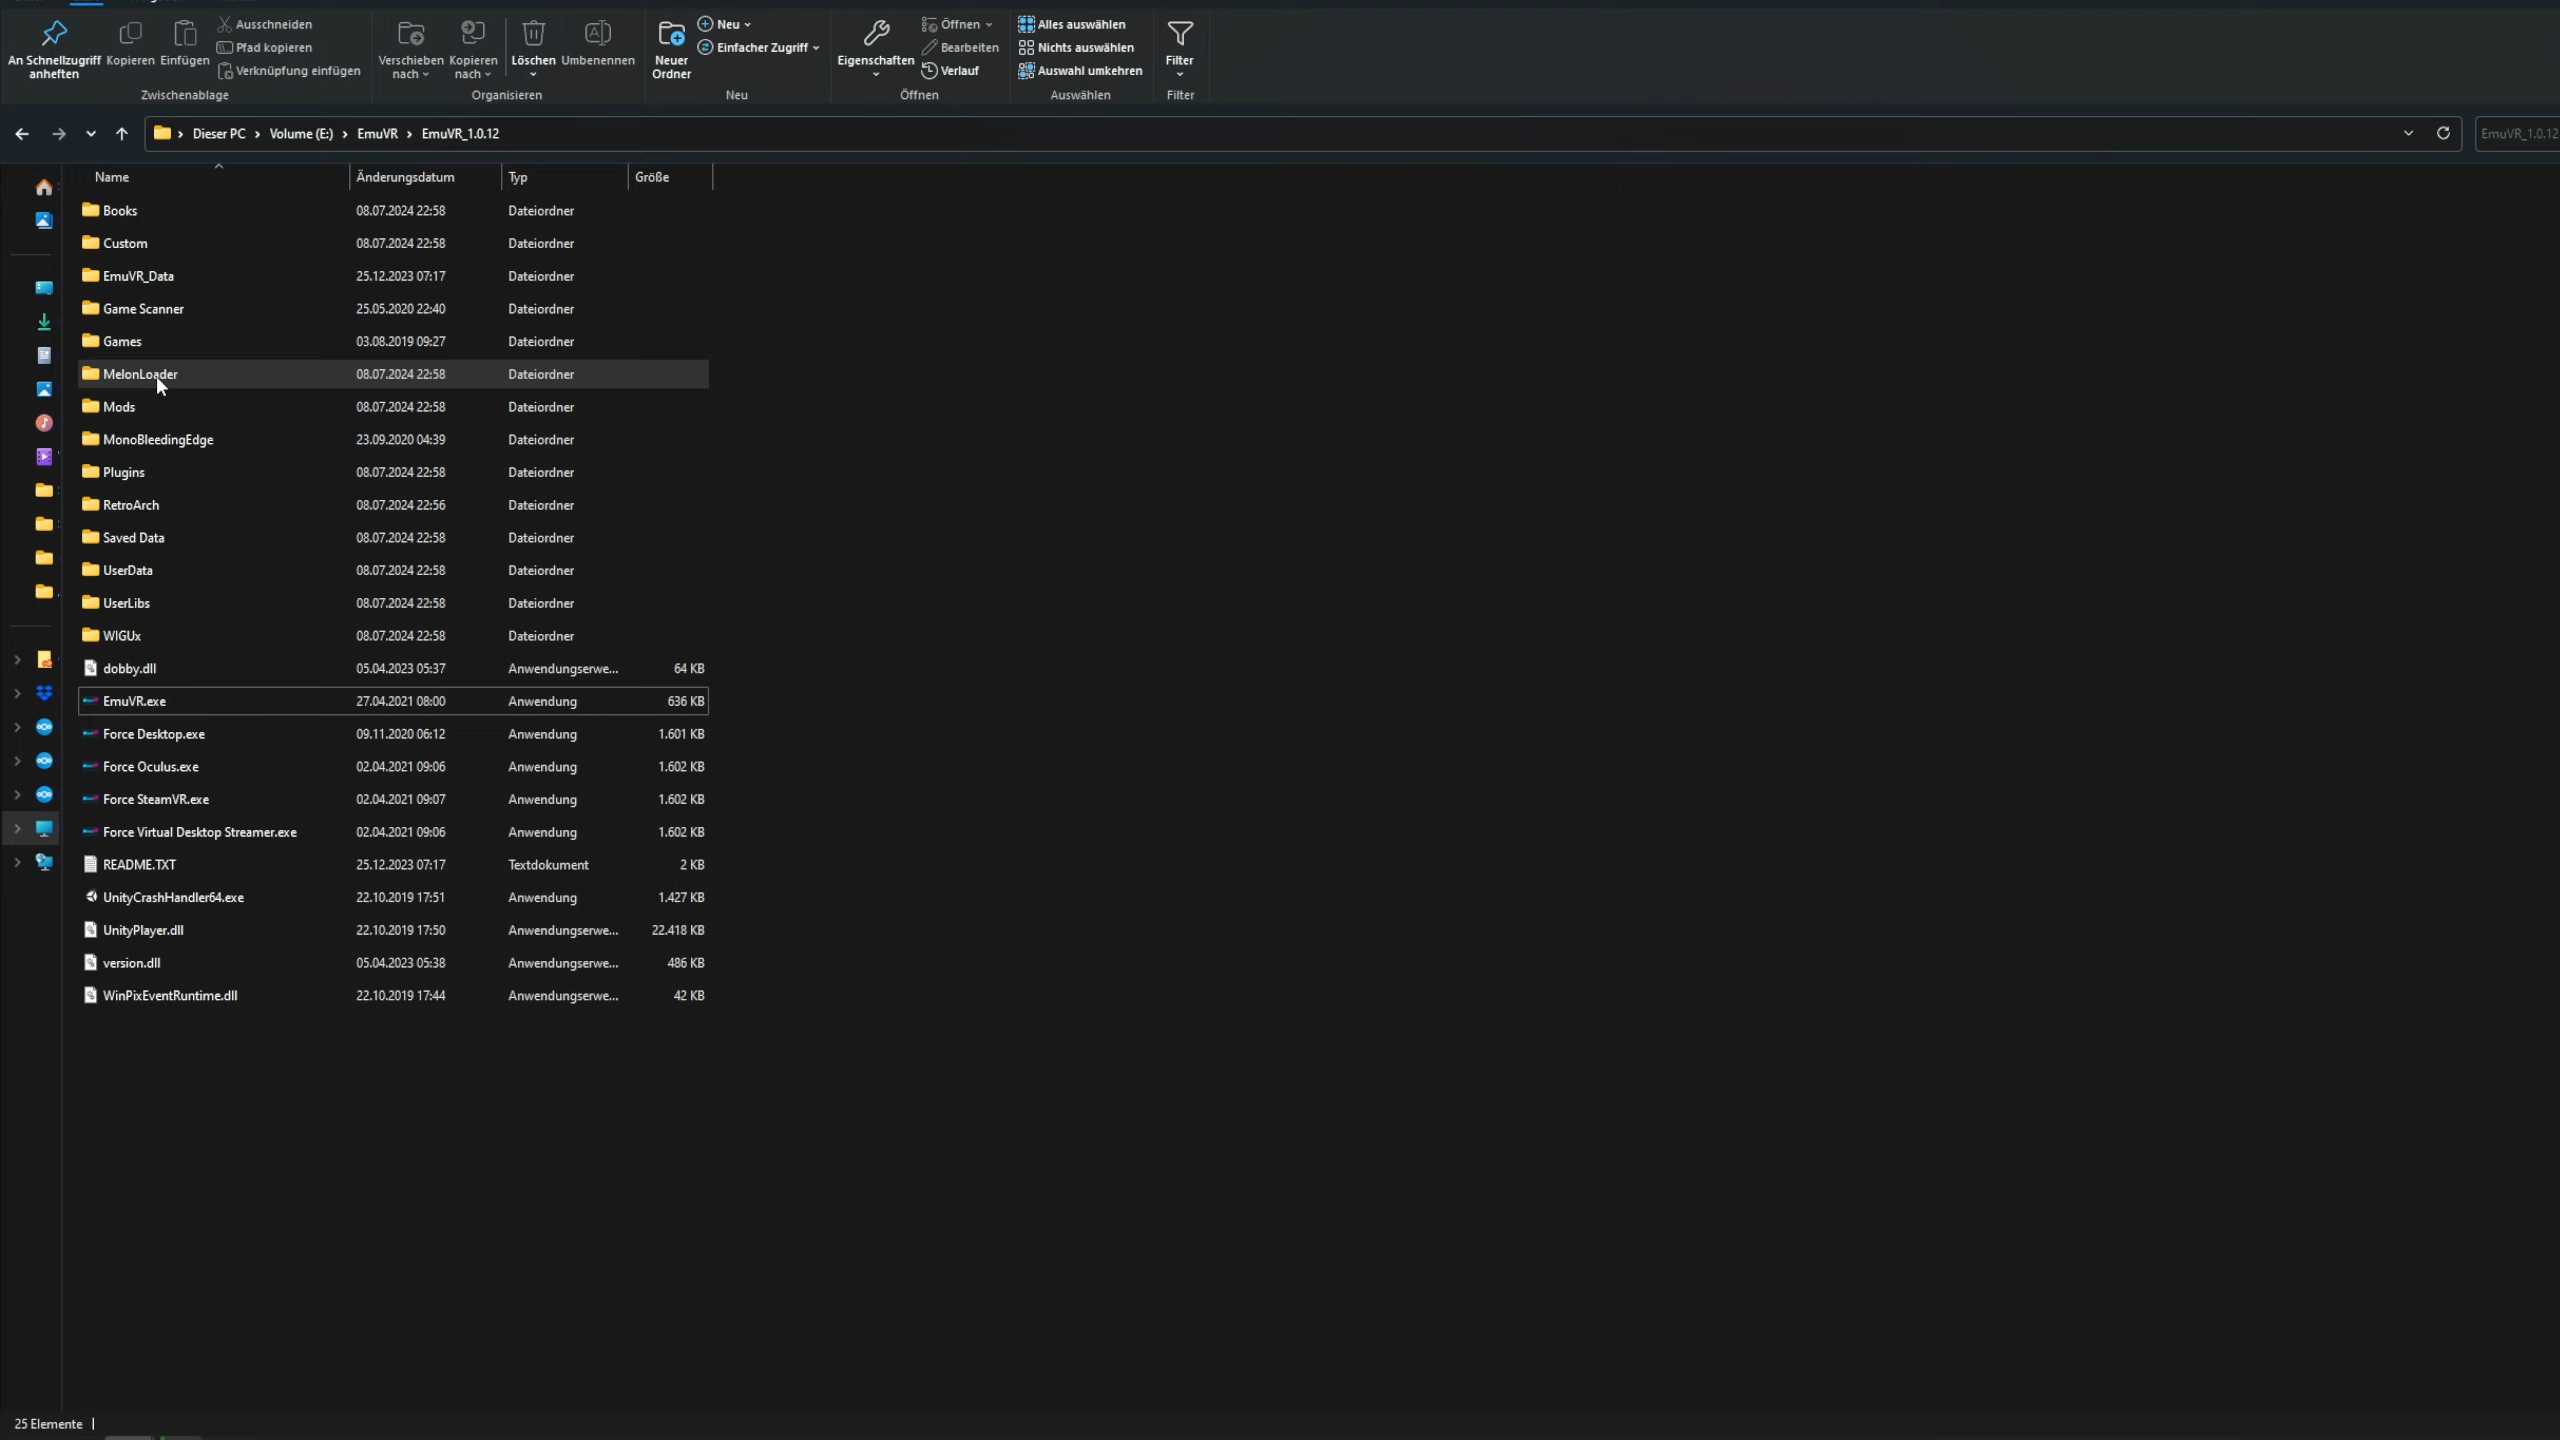 Ausschneiden
Pfad kopieren
Verknüpfung einfügen
An Schnellzugriff
anheften
Kopieren
Einfügen
Zwischenablage
Verschieben
nach
Kopieren
nach
Löschen
Umbenennen
Organisieren
Neuer
Ordner
Neu
Einfacher Zugriff
Neu
Eigenschaften
Öffnen
Bearbeiten
Verlauf
Öffnen
Alles auswählen
Nichts auswählen
Auswahl umkehren
Auswählen
Filter
Filter
Dieser PC > Volume (E:) > EmuVR > EmuVR_1.0.12
EmuVR_1.0.12
Name Änderungsdatum Typ Größe
Books 08.07.2024 22:58 Dateiordner
Custom 08.07.2024 22:58 Dateiordner
EmuVR_Data 25.12.2023 07:17 Dateiordner
Game Scanner 25.05.2020 22:40 Dateiordner
Games 03.08.2019 09:27 Dateiordner
MelonLoader 08.07.2024 22:58 Dateiordner
Mods 08.07.2024 22:58 Dateiordner
MonoBleedingEdge 23.09.2020 04:39 Dateiordner
Plugins 08.07.2024 22:58 Dateiordner
RetroArch 08.07.2024 22:56 Dateiordner
Saved Data 08.07.2024 22:58 Dateiordner
UserData 08.07.2024 22:58 Dateiordner
UserLibs 08.07.2024 22:58 Dateiordner
WIGUx 08.07.2024 22:58 Dateiordner
dobby.dll 05.04.2023 05:37 Anwendungserwe... 64 KB
EmuVR.exe 27.04.2021 08:00 Anwendung 636 KB
Force Desktop.exe 09.11.2020 06:12 Anwendung 1.601 KB
Force Oculus.exe 02.04.2021 09:06 Anwendung 1.602 KB
Force SteamVR.exe 02.04.2021 09:07 Anwendung 1.602 KB
Force Virtual Desktop Streamer.exe 02.04.2021 09:06 Anwendung 1.602 KB
README.TXT 25.12.2023 07:17 Textdokument 2 KB
UnityCrashHandler64.exe 22.10.2019 17:51 Anwendung 1.427 KB
UnityPlayer.dll 22.10.2019 17:50 Anwendungserwe... 22.418 KB
version.dll 05.04.2023 05:38 Anwendungserwe... 486 KB
WinPixEventRuntime.dll 22.10.2019 17:44 Anwendungserwe... 42 KB
25 Elemente